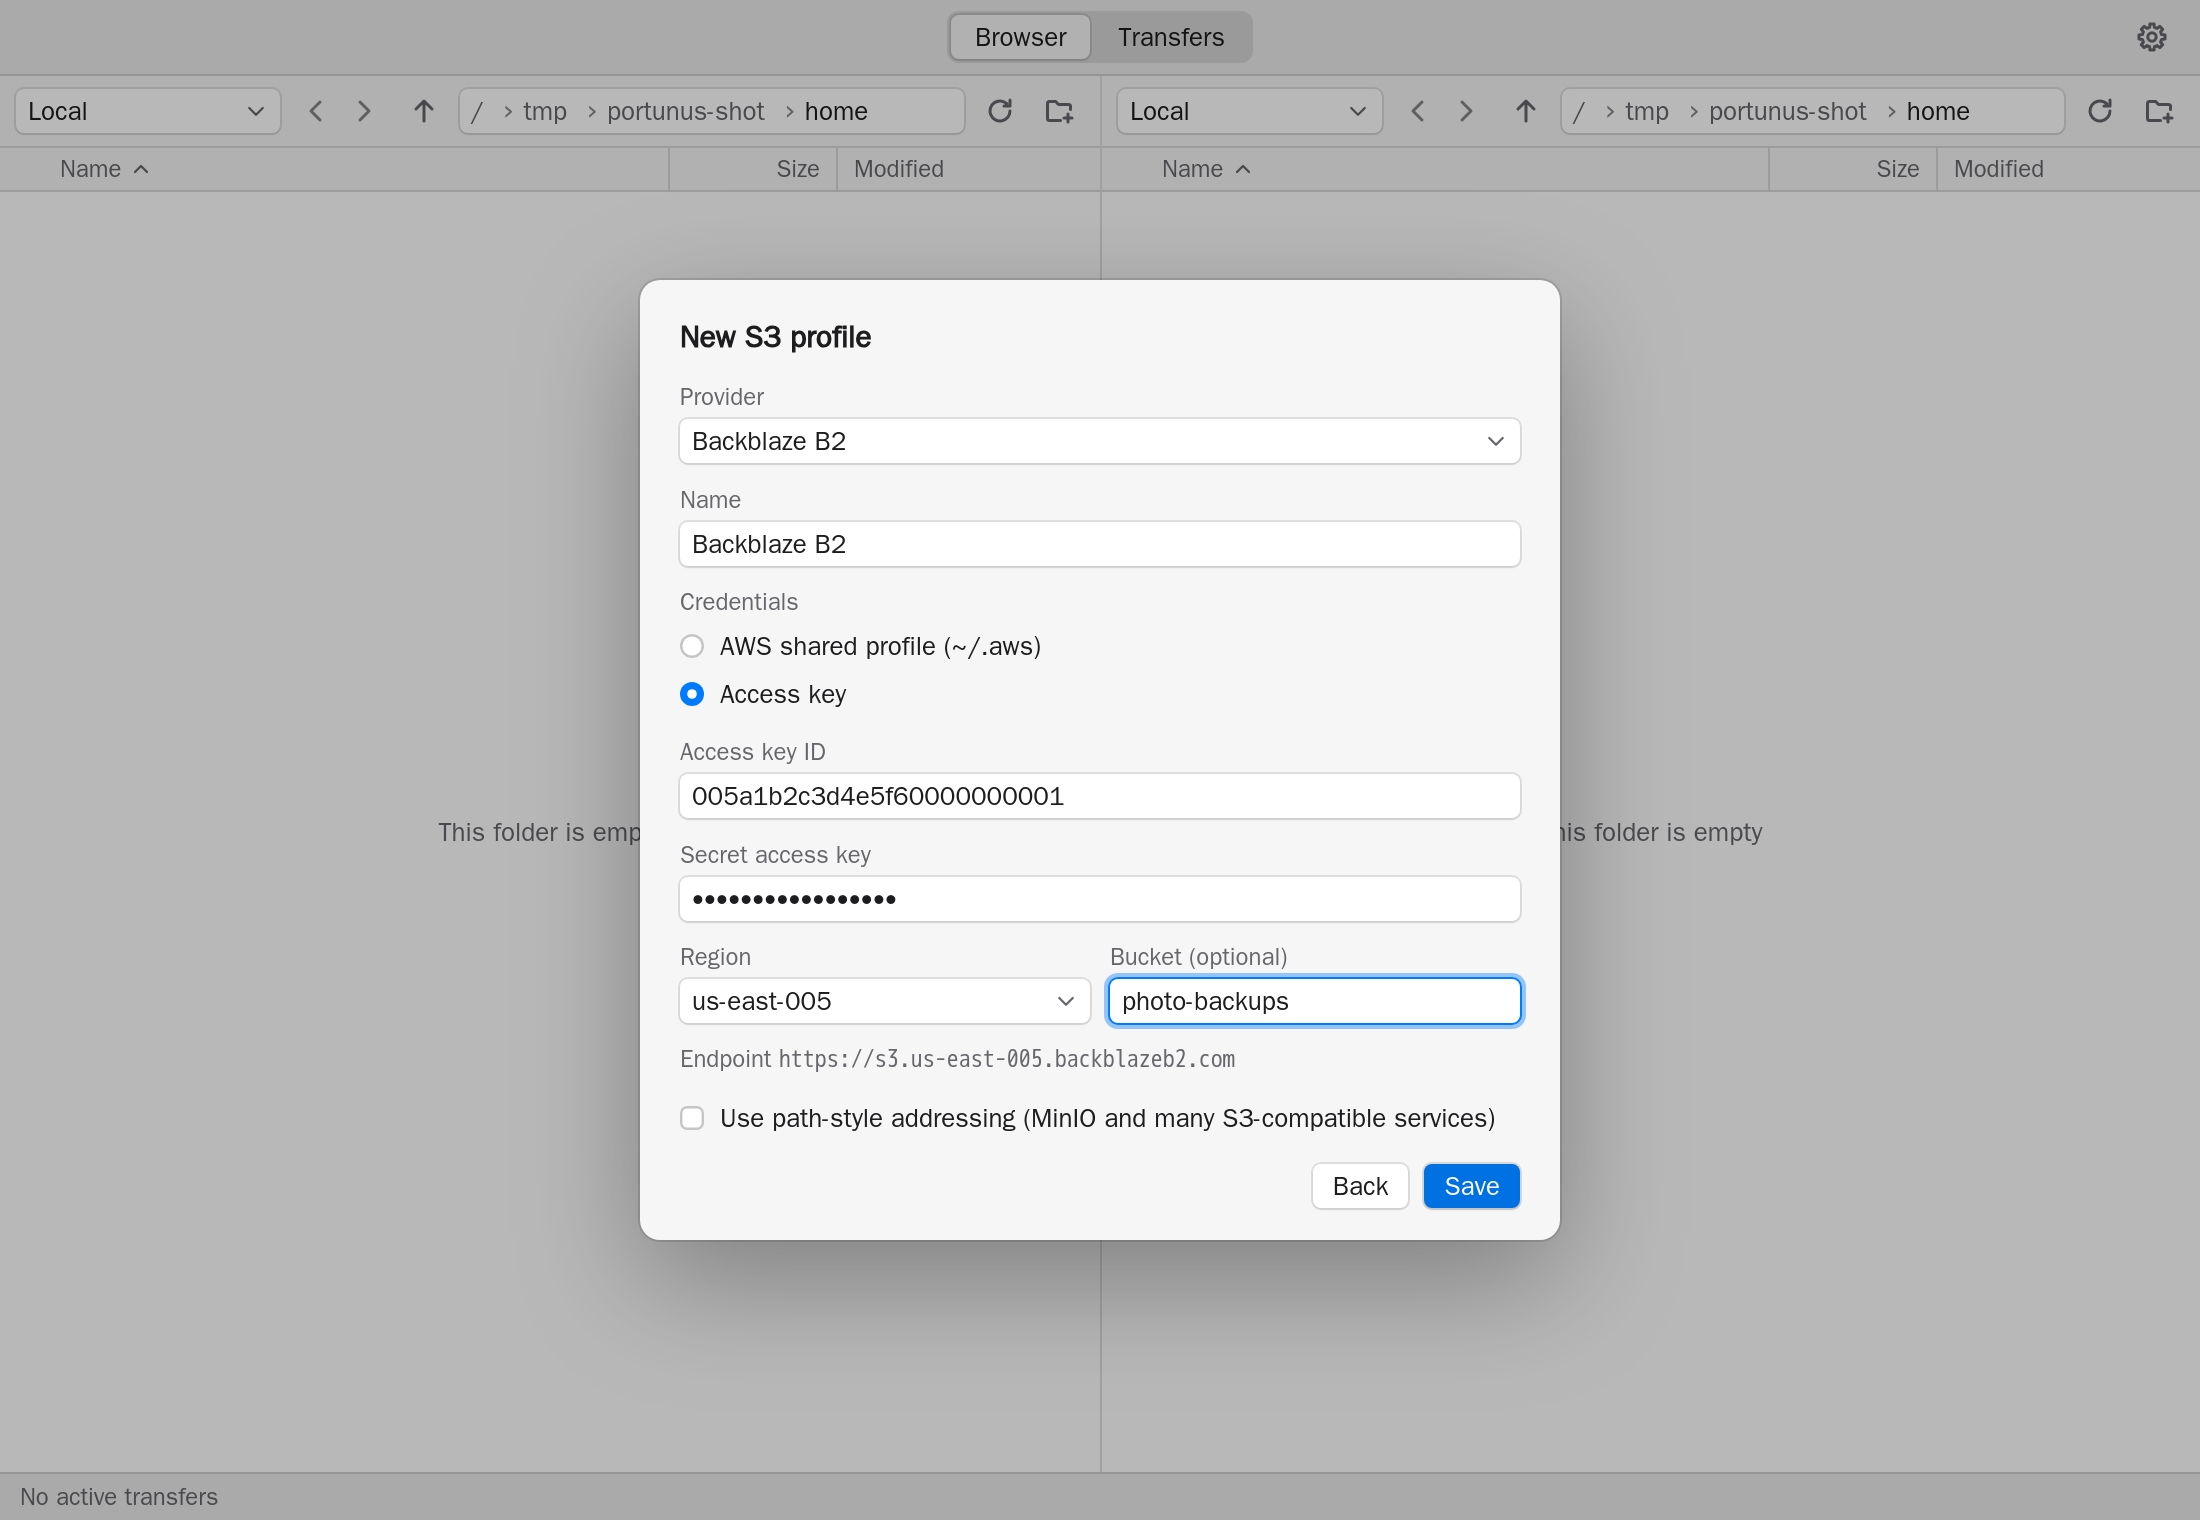 Browser Transfers
Local / › tmp › portunus-shot › home Local / › tmp › portunus-shot › home
Name Size Modified Name Size Modified
New S3 profile
Provider
Backblaze B2
Name
Backblaze B2
Credentials
AWS shared profile (~/.aws)
Access key
Access key ID
005a1b2c3d4e5f60000000001
This folder is emp his folder is empty
Secret access key
•••••••••••••••••
Region Bucket (optional)
us-east-005 photo-backups
Endpoint https://s3.us-east-005.backblazeb2.com
Use path-style addressing (MinIO and many S3-compatible services)
Back Save
No active transfers